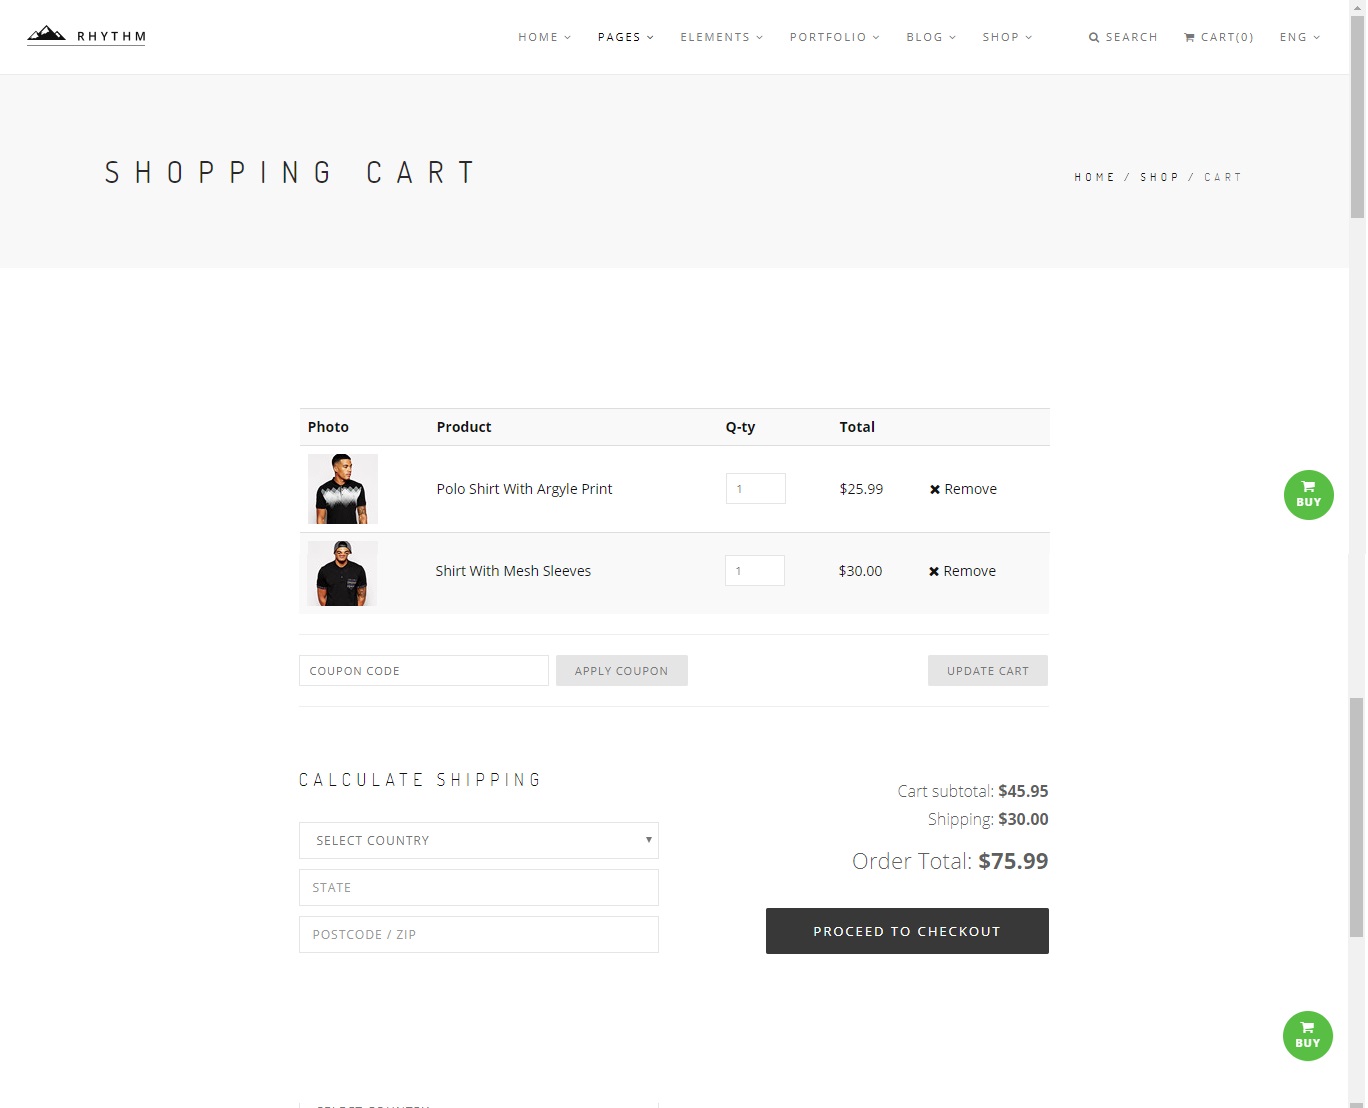 RHYTHM
HOME PAGES ELEMENTS PORTFOLIO BLOG SHOP SEARCH CART(0) ENG
SHOPPING CART
HOME / SHOP / CART
Photo Product Q-ty Total
Polo Shirt With Argyle Print 1 $25.99 ✖ Remove
BUY
Shirt With Mesh Sleeves 1 $30.00 ✖ Remove
COUPON CODE APPLY COUPON UPDATE CART
CALCULATE SHIPPING
SELECT COUNTRY
STATE
POSTCODE / ZIP
Cart subtotal: $45.95
Shipping: $30.00
Order Total: $75.99
PROCEED TO CHECKOUT
BUY